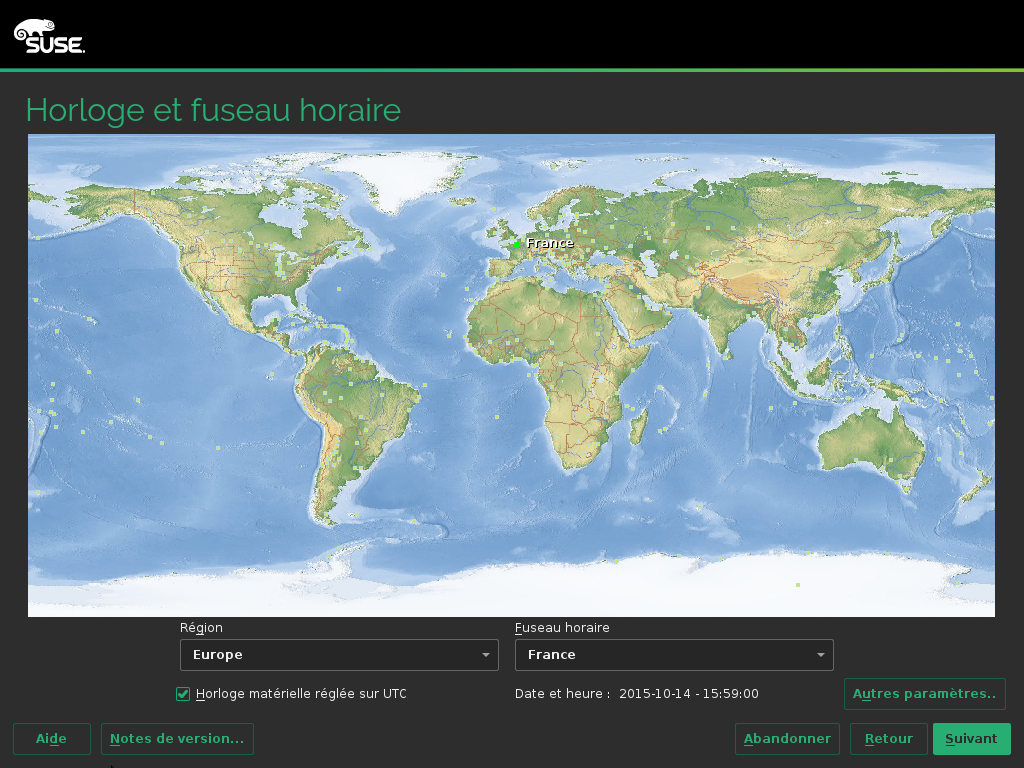 SUSE.
Horloge et fuseau horaire
France
Région
Fuseau horaire
Europe
France
Horloge matérielle réglée sur UTC
Date et heure : 2015-10-14 - 15:59:00
Autres paramètres..
Aide
Notes de version...
Abandonner
Retour
Suivant